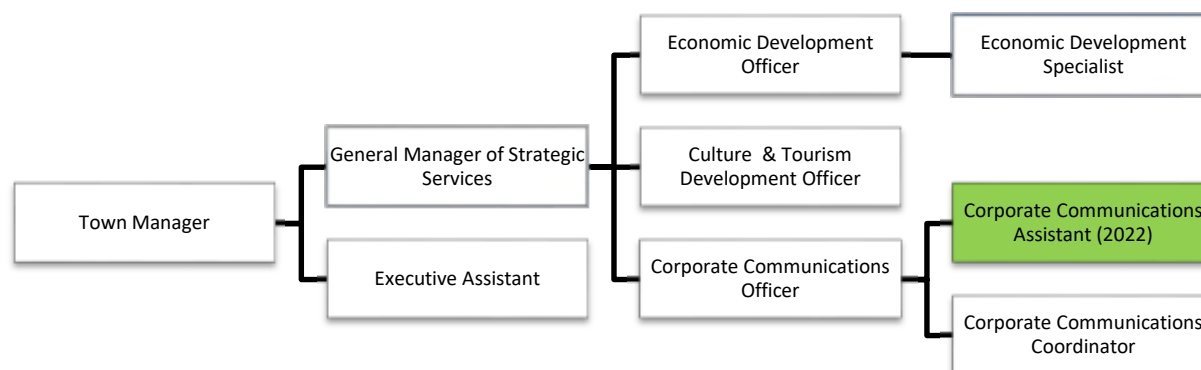 Economic Development
Officer
Economic Development
Specialist
General Manager of Strategic
Services
Culture & Tourism
Development Officer
Town Manager
Corporate Communications
Assistant (2022)
Executive Assistant
Corporate Communications
Officer
Corporate Communications
Coordinator